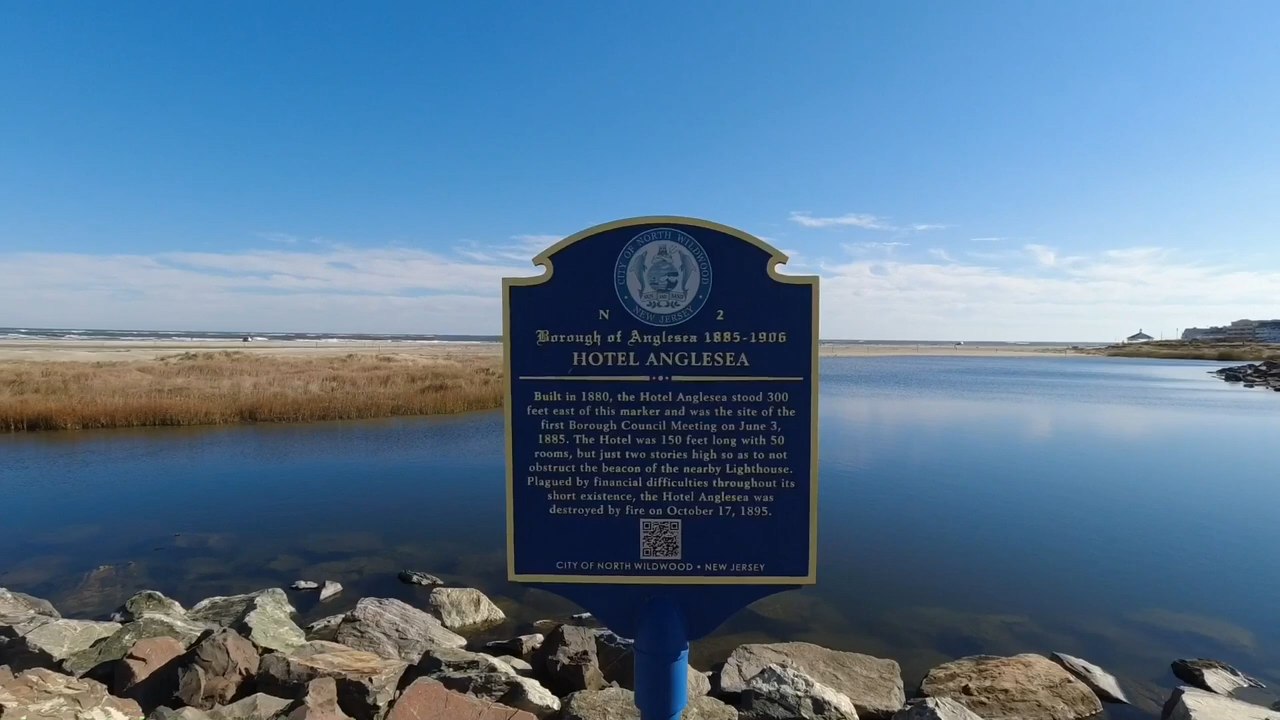 CITY OF NORTH WILDWOOD
NEW JERSEY
N 2
Borough of Anglesea 1885-1906
HOTEL ANGLESEA
Built in 1880, the Hotel Anglesea stood 300
feet east of this marker and was the site of the
first Borough Council Meeting on June 3,
1885. The Hotel was 150 feet long with 50
rooms, but just two stories high so as to not
obstruct the beacon of the nearby Lighthouse.
Plagued by financial difficulties throughout its
short existence, the Hotel Anglesea was
destroyed by fire on October 17, 1895.
CITY OF NORTH WILDWOOD • NEW JERSEY